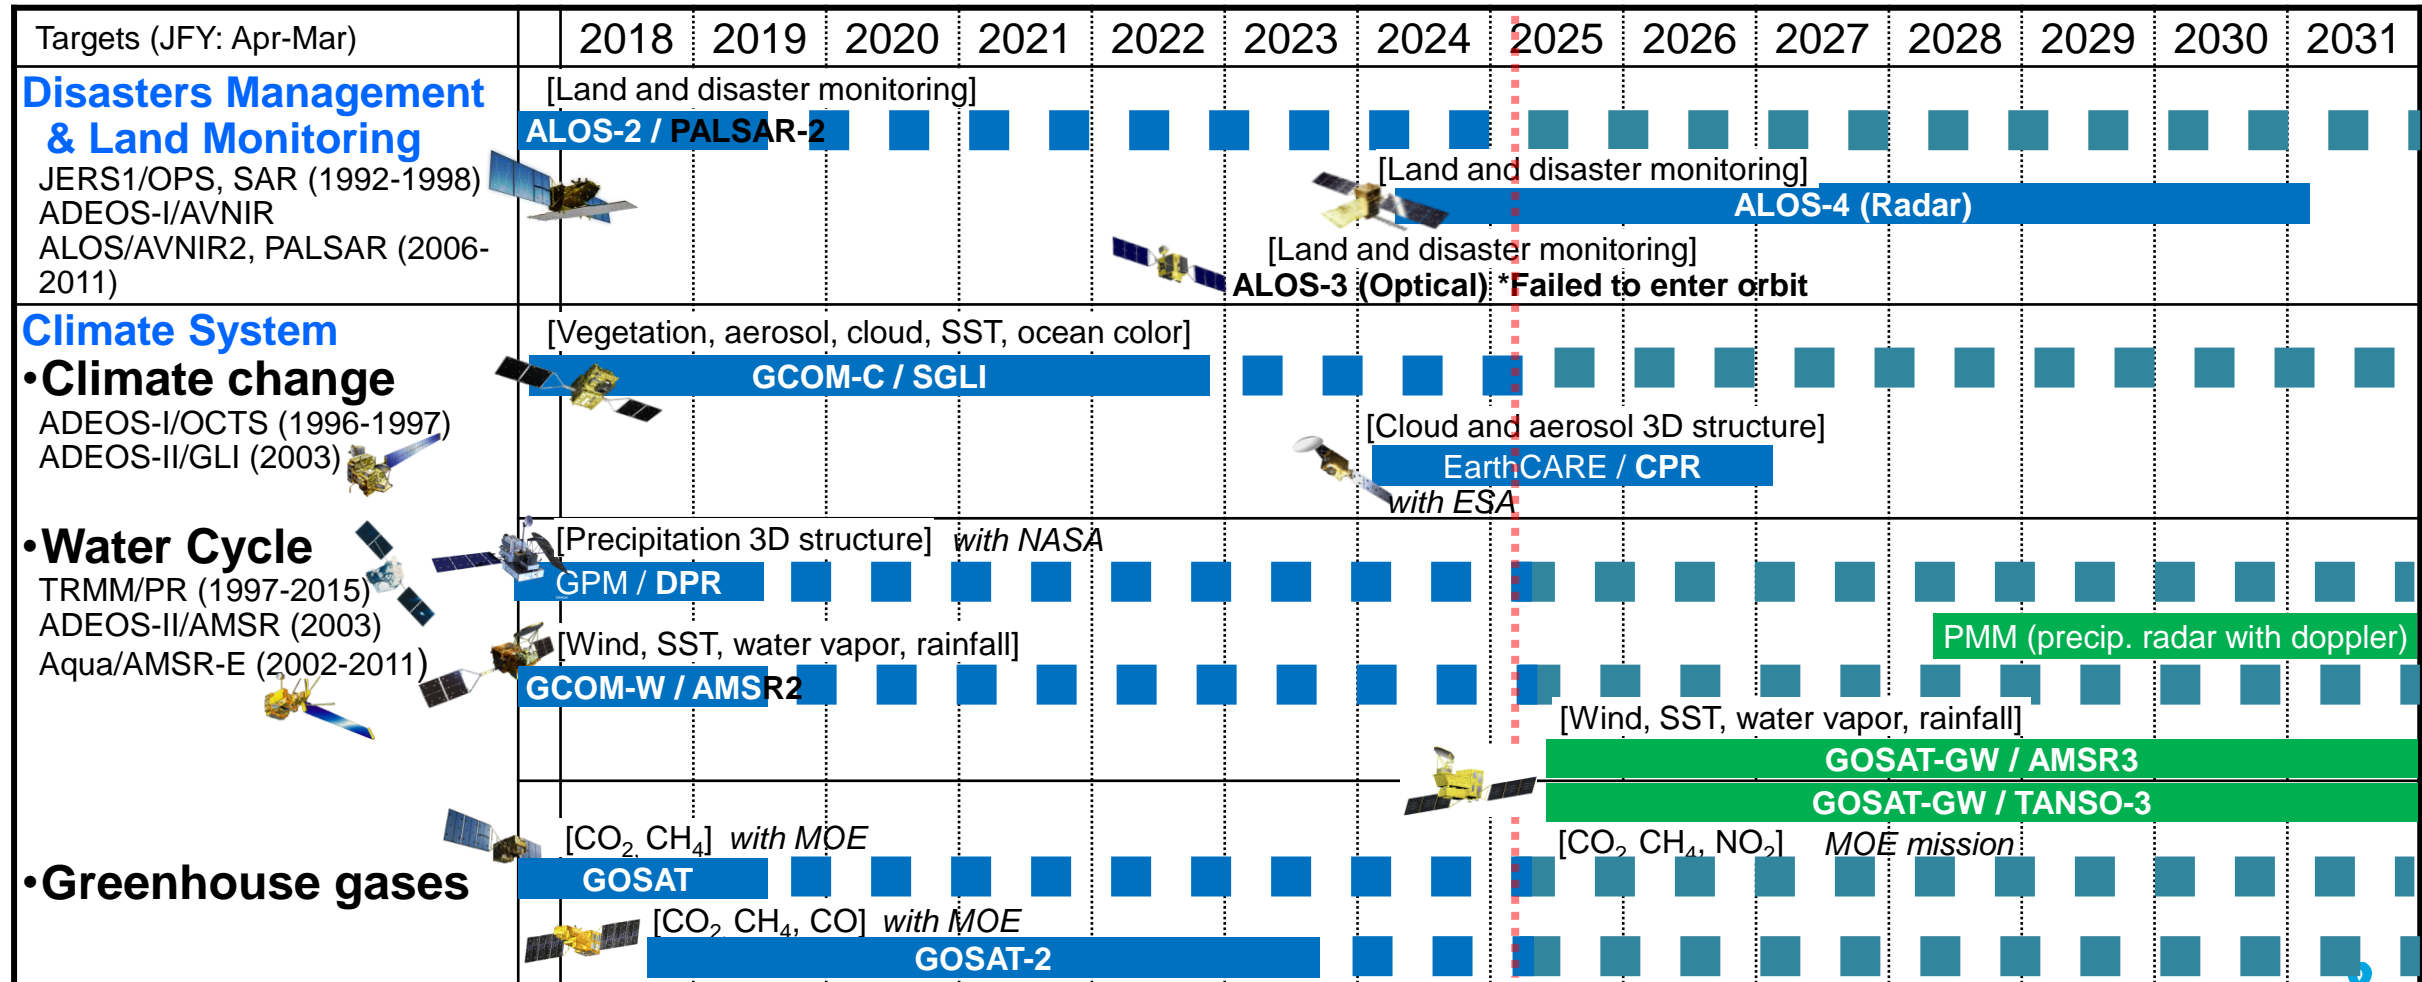 Targets (JFY: Apr-Mar) 2018 2019 2020 2021 2022 2023 2024 2025 2026 2027 2028 2029 2030 2031
Disasters Management
& Land Monitoring
JERS1/OPS, SAR (1992-1998)
ADEOS-I/AVNIR
ALOS/AVNIR2, PALSAR (2006-
2011)
[Land and disaster monitoring]
ALOS-2 / PALSAR-2
[Land and disaster monitoring]
ALOS-4 (Radar)
[Land and disaster monitoring]
ALOS-3 (Optical) *Failed to enter orbit
Climate System
•Climate change
ADEOS-I/OCTS (1996-1997)
ADEOS-II/GLI (2003)
[Vegetation, aerosol, cloud, SST, ocean color]
GCOM-C / SGLI
[Cloud and aerosol 3D structure]
EarthCARE / CPR
with ESA
•Water Cycle
TRMM/PR (1997-2015)
ADEOS-II/AMSR (2003)
Aqua/AMSR-E (2002-2011)
[Precipitation 3D structure] with NASA
GPM / DPR
PMM (precip. radar with doppler)
[Wind, SST, water vapor, rainfall]
GCOM-W / AMSR2
[Wind, SST, water vapor, rainfall]
GOSAT-GW / AMSR3
GOSAT-GW / TANSO-3
[CO2, CH4, NO2] MOE mission
•Greenhouse gases
[CO2, CH4] with MOE
GOSAT
[CO2, CH4, CO] with MOE
GOSAT-2